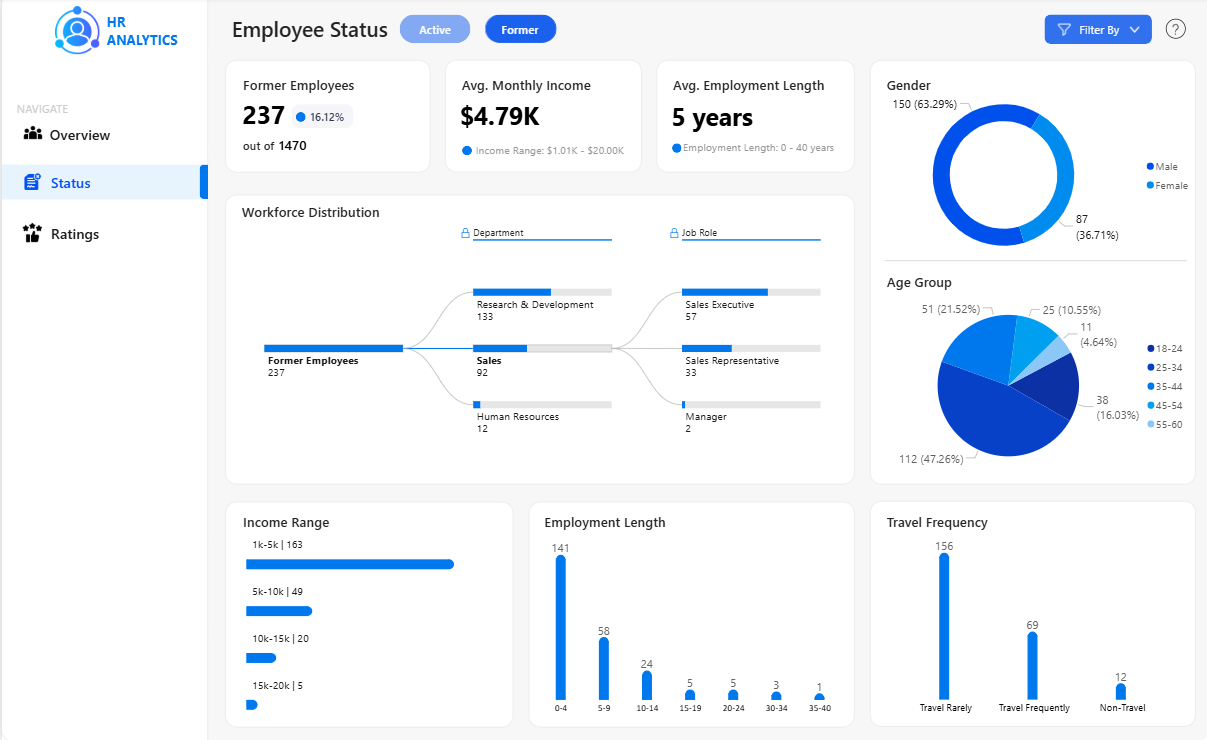 HR
ANALYTICS
NAVIGATE
Overview
Status
Ratings
Employee Status
Active
Former
Filter By
?
Former Employees
237
16.12%
out of 1470
Avg. Monthly Income
$4.79K
Income Range: $1.01K - $20.00K
Avg. Employment Length
5 years
Employment Length: 0 - 40 years
Workforce Distribution
Department
Job Role
Former Employees
237
Research & Development
133
Sales
92
Human Resources
12
Sales Executive
57
Sales Representative
33
Manager
2
Gender
150 (63.29%)
87
(36.71%)
Male
Female
Age Group
51 (21.52%)
25 (10.55%)
11
(4.64%)
38
(16.03%)
112 (47.26%)
18-24
25-34
35-44
45-54
55-60
Income Range
1k-5k | 163
5k-10k | 49
10k-15k | 20
15k-20k | 5
Employment Length
141
58
24
5
5
3
1
0-4
5-9
10-14
15-19
20-24
30-34
35-40
Travel Frequency
156
69
12
Travel Rarely
Travel Frequently
Non-Travel